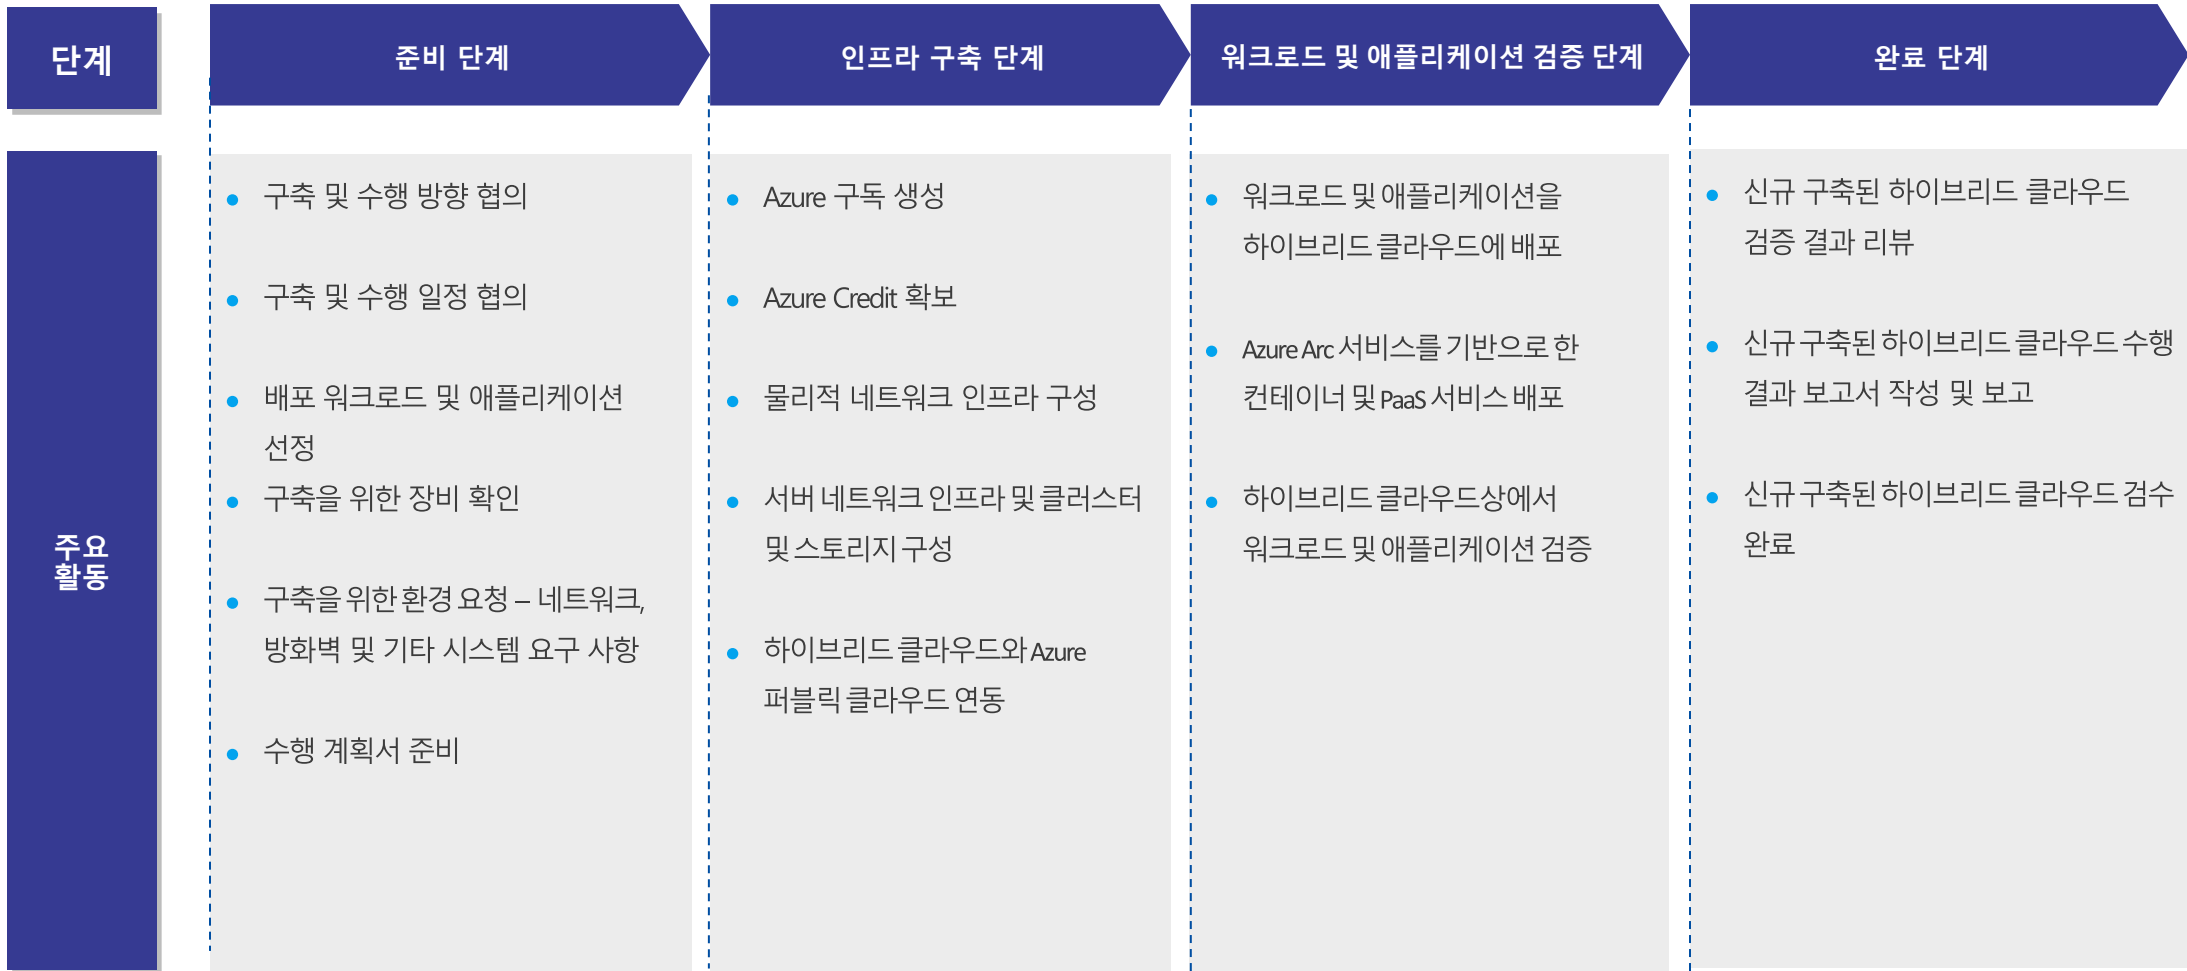 단계
준비 단계
인프라 구축 단계
워크로드 및 애플리케이션 검증 단계
완료 단계
주요
활동
구축 및 수행 방향 협의
구축 및 수행 일정 협의
배포 워크로드 및 애플리케이션
선정
구축을 위한 장비 확인
구축을 위한 환경 요청 – 네트워크,
방화벽 및 기타 시스템 요구 사항
수행 계획서 준비
Azure 구독 생성
Azure Credit 확보
물리적 네트워크 인프라 구성
서버 네트워크 인프라 및 클러스터
및 스토리지 구성
하이브리드 클라우드와 Azure
퍼블릭 클라우드 연동
워크로드 및 애플리케이션을
하이브리드 클라우드에 배포
Azure Arc 서비스를 기반으로 한
컨테이너 및 PaaS 서비스 배포
하이브리드 클라우드상에서
워크로드 및 애플리케이션 검증
신규 구축된 하이브리드 클라우드
검증 결과 리뷰
신규 구축된 하이브리드 클라우드 수행
결과 보고서 작성 및 보고
신규 구축된 하이브리드 클라우드 검수
완료